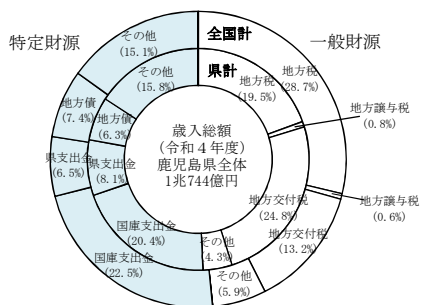 特定財源
一般財源
全国計
県計
その他
(15.1%)
その他
(15.8%)
地方税
(28.7%)
地方税
(19.5%)
地方譲与税
(0.8%)
地方譲与税
(0.6%)
地方債
(7.4%)
地方債
(6.3%)
県支出金
(6.5%)
県支出金
(8.1%)
歳入総額
(令和4年度)
鹿児島県全体
1兆744億円
地方交付税
(24.8%)
地方交付税
(13.2%)
国庫支出金
(20.4%)
国庫支出金
(22.5%)
その他
(4.3%)
その他
(5.9%)